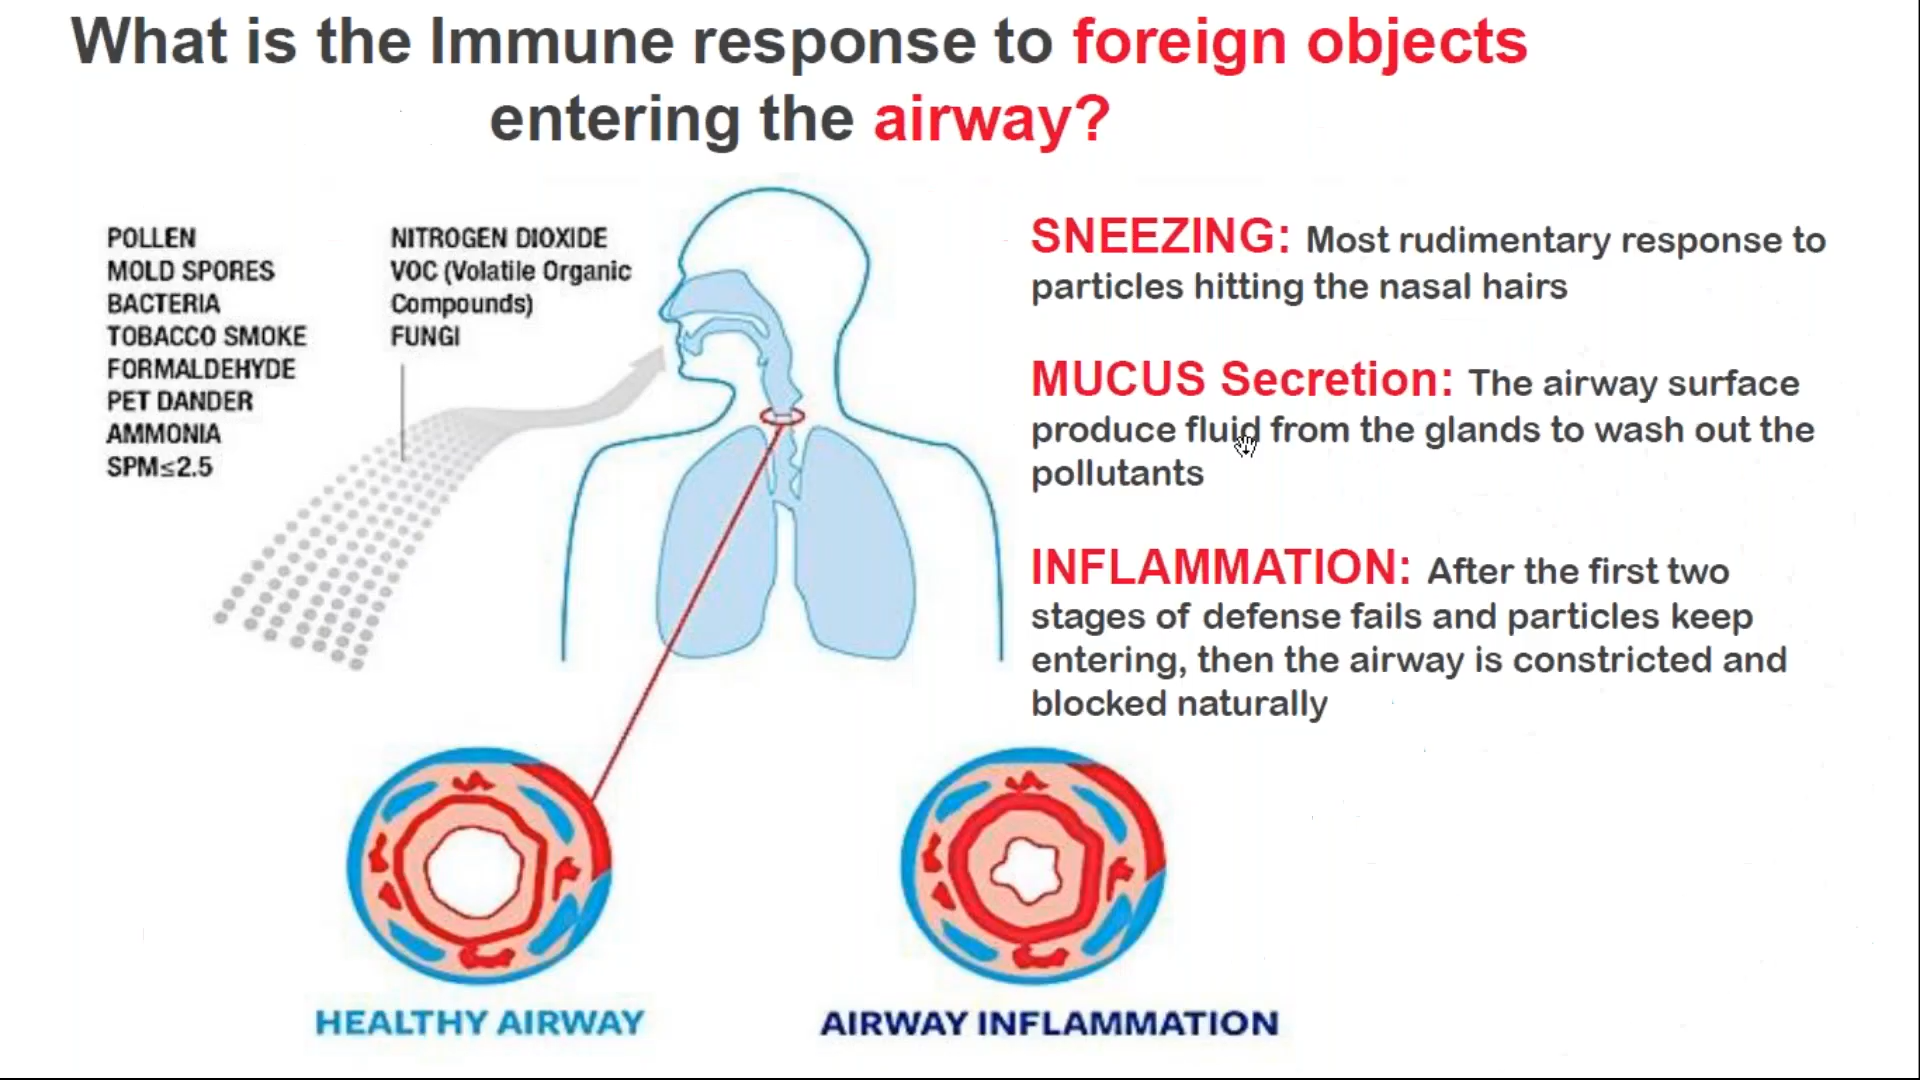 What is the Immune response to foreign objects
entering the airway?
POLLEN
MOLD SPORES
BACTERIA
TOBACCO SMOKE
FORMALDEHYDE
PET DANDER
AMMONIA
SPM≤2.5
NITROGEN DIOXIDE
VOC (Volatile Organic
Compounds)
FUNGI
SNEEZING: Most rudimentary response to
particles hitting the nasal hairs
MUCUS Secretion: The airway surface
produce fluid from the glands to wash out the
pollutants
INFLAMMATION: After the first two
stages of defense fails and particles keep
entering, then the airway is constricted and
blocked naturally
HEALTHY AIRWAY
AIRWAY INFLAMMATION